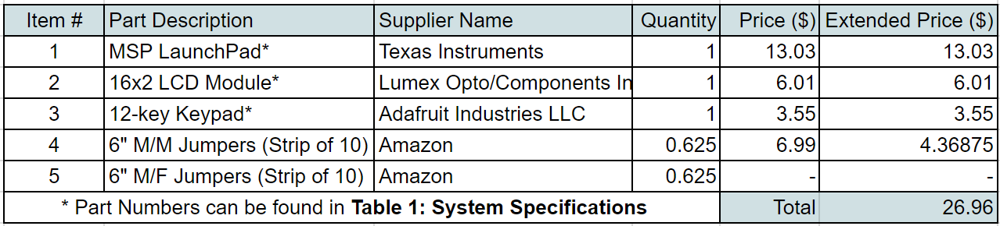 Item # Part Description Supplier Name Quantity Price ($) Extended Price ($)
1 MSP LaunchPad* Texas Instruments 1 13.03 13.03
2 16x2 LCD Module* Lumex Opto/Components In 1 6.01 6.01
3 12-key Keypad* Adafruit Industries LLC 1 3.55 3.55
4 6" M/M Jumpers (Strip of 10) Amazon 0.625 6.99 4.36875
5 6" M/F Jumpers (Strip of 10) Amazon 0.625 - -
* Part Numbers can be found in Table 1: System Specifications Total 26.96